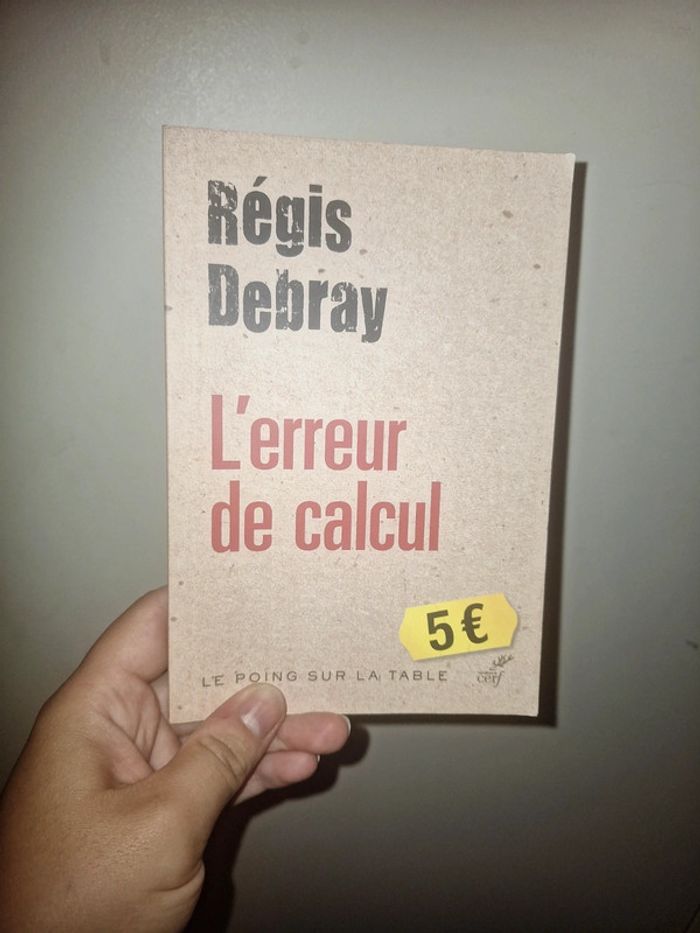 Régis
Debray
L'erreur
de calcul
5€
LE POING SUR LA TABLE
cerf